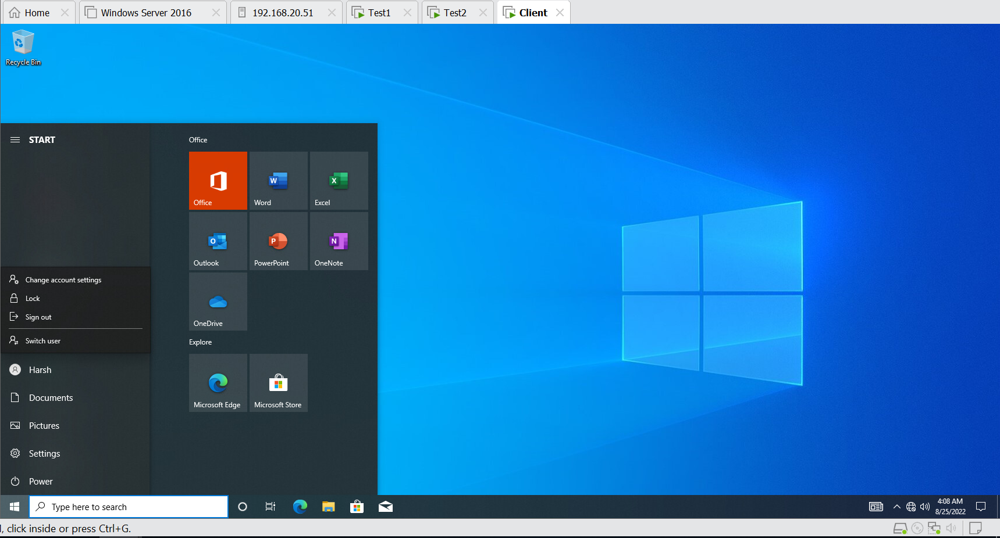 Home
Windows Server 2016
192.168.20.51
Test1
Test2
Client
Recycle Bin
START
Office
Office
Word
Excel
Outlook
PowerPoint
OneNote
OneDrive
Explore
Microsoft Edge
Microsoft Store
Change account settings
Lock
Sign out
Switch user
Harsh
Documents
Pictures
Settings
Power
Type here to search
4:08 AM
8/25/2022
, click inside or press Ctrl+G.